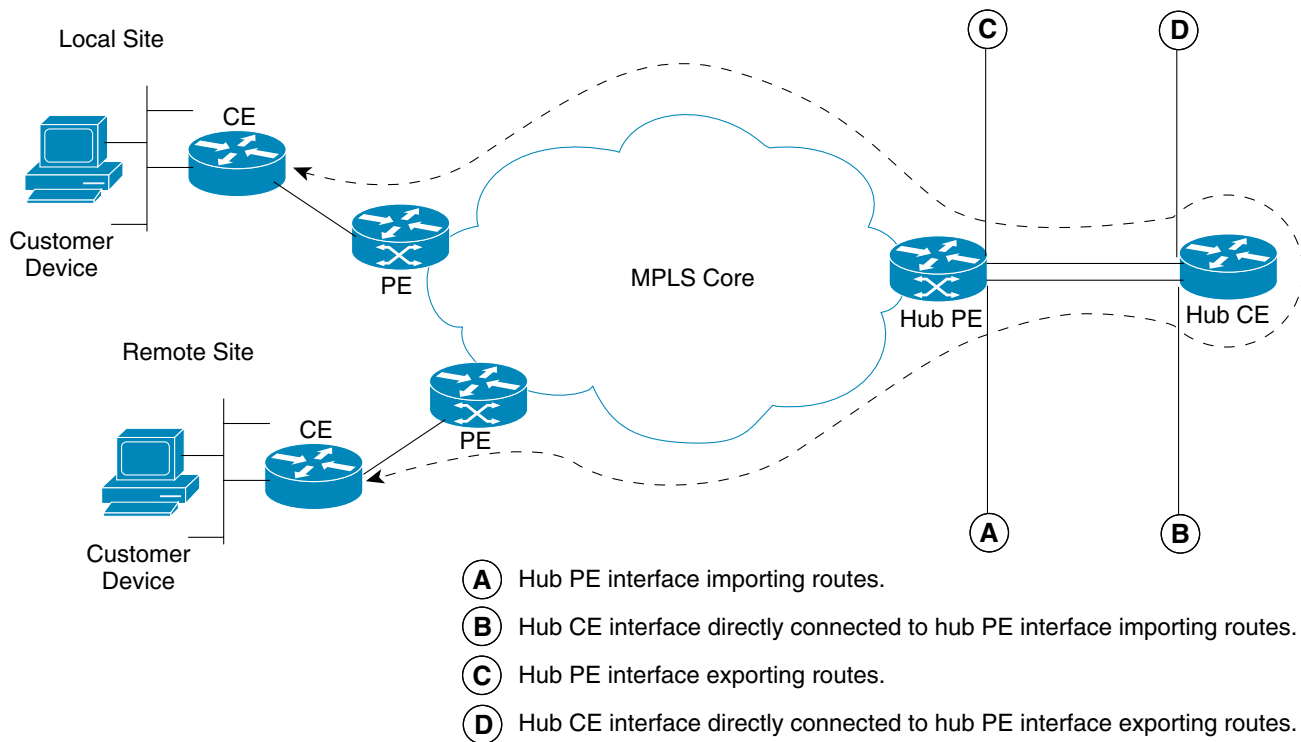 C
D
Local Site
CE
Customer
Device
PE
MPLS Core
Hub PE
Hub CE
Remote Site
CE
PE
Customer
Device
A
B
A Hub PE interface importing routes.
B Hub CE interface directly connected to hub PE interface importing routes.
C Hub PE interface exporting routes.
D Hub CE interface directly connected to hub PE interface exporting routes.